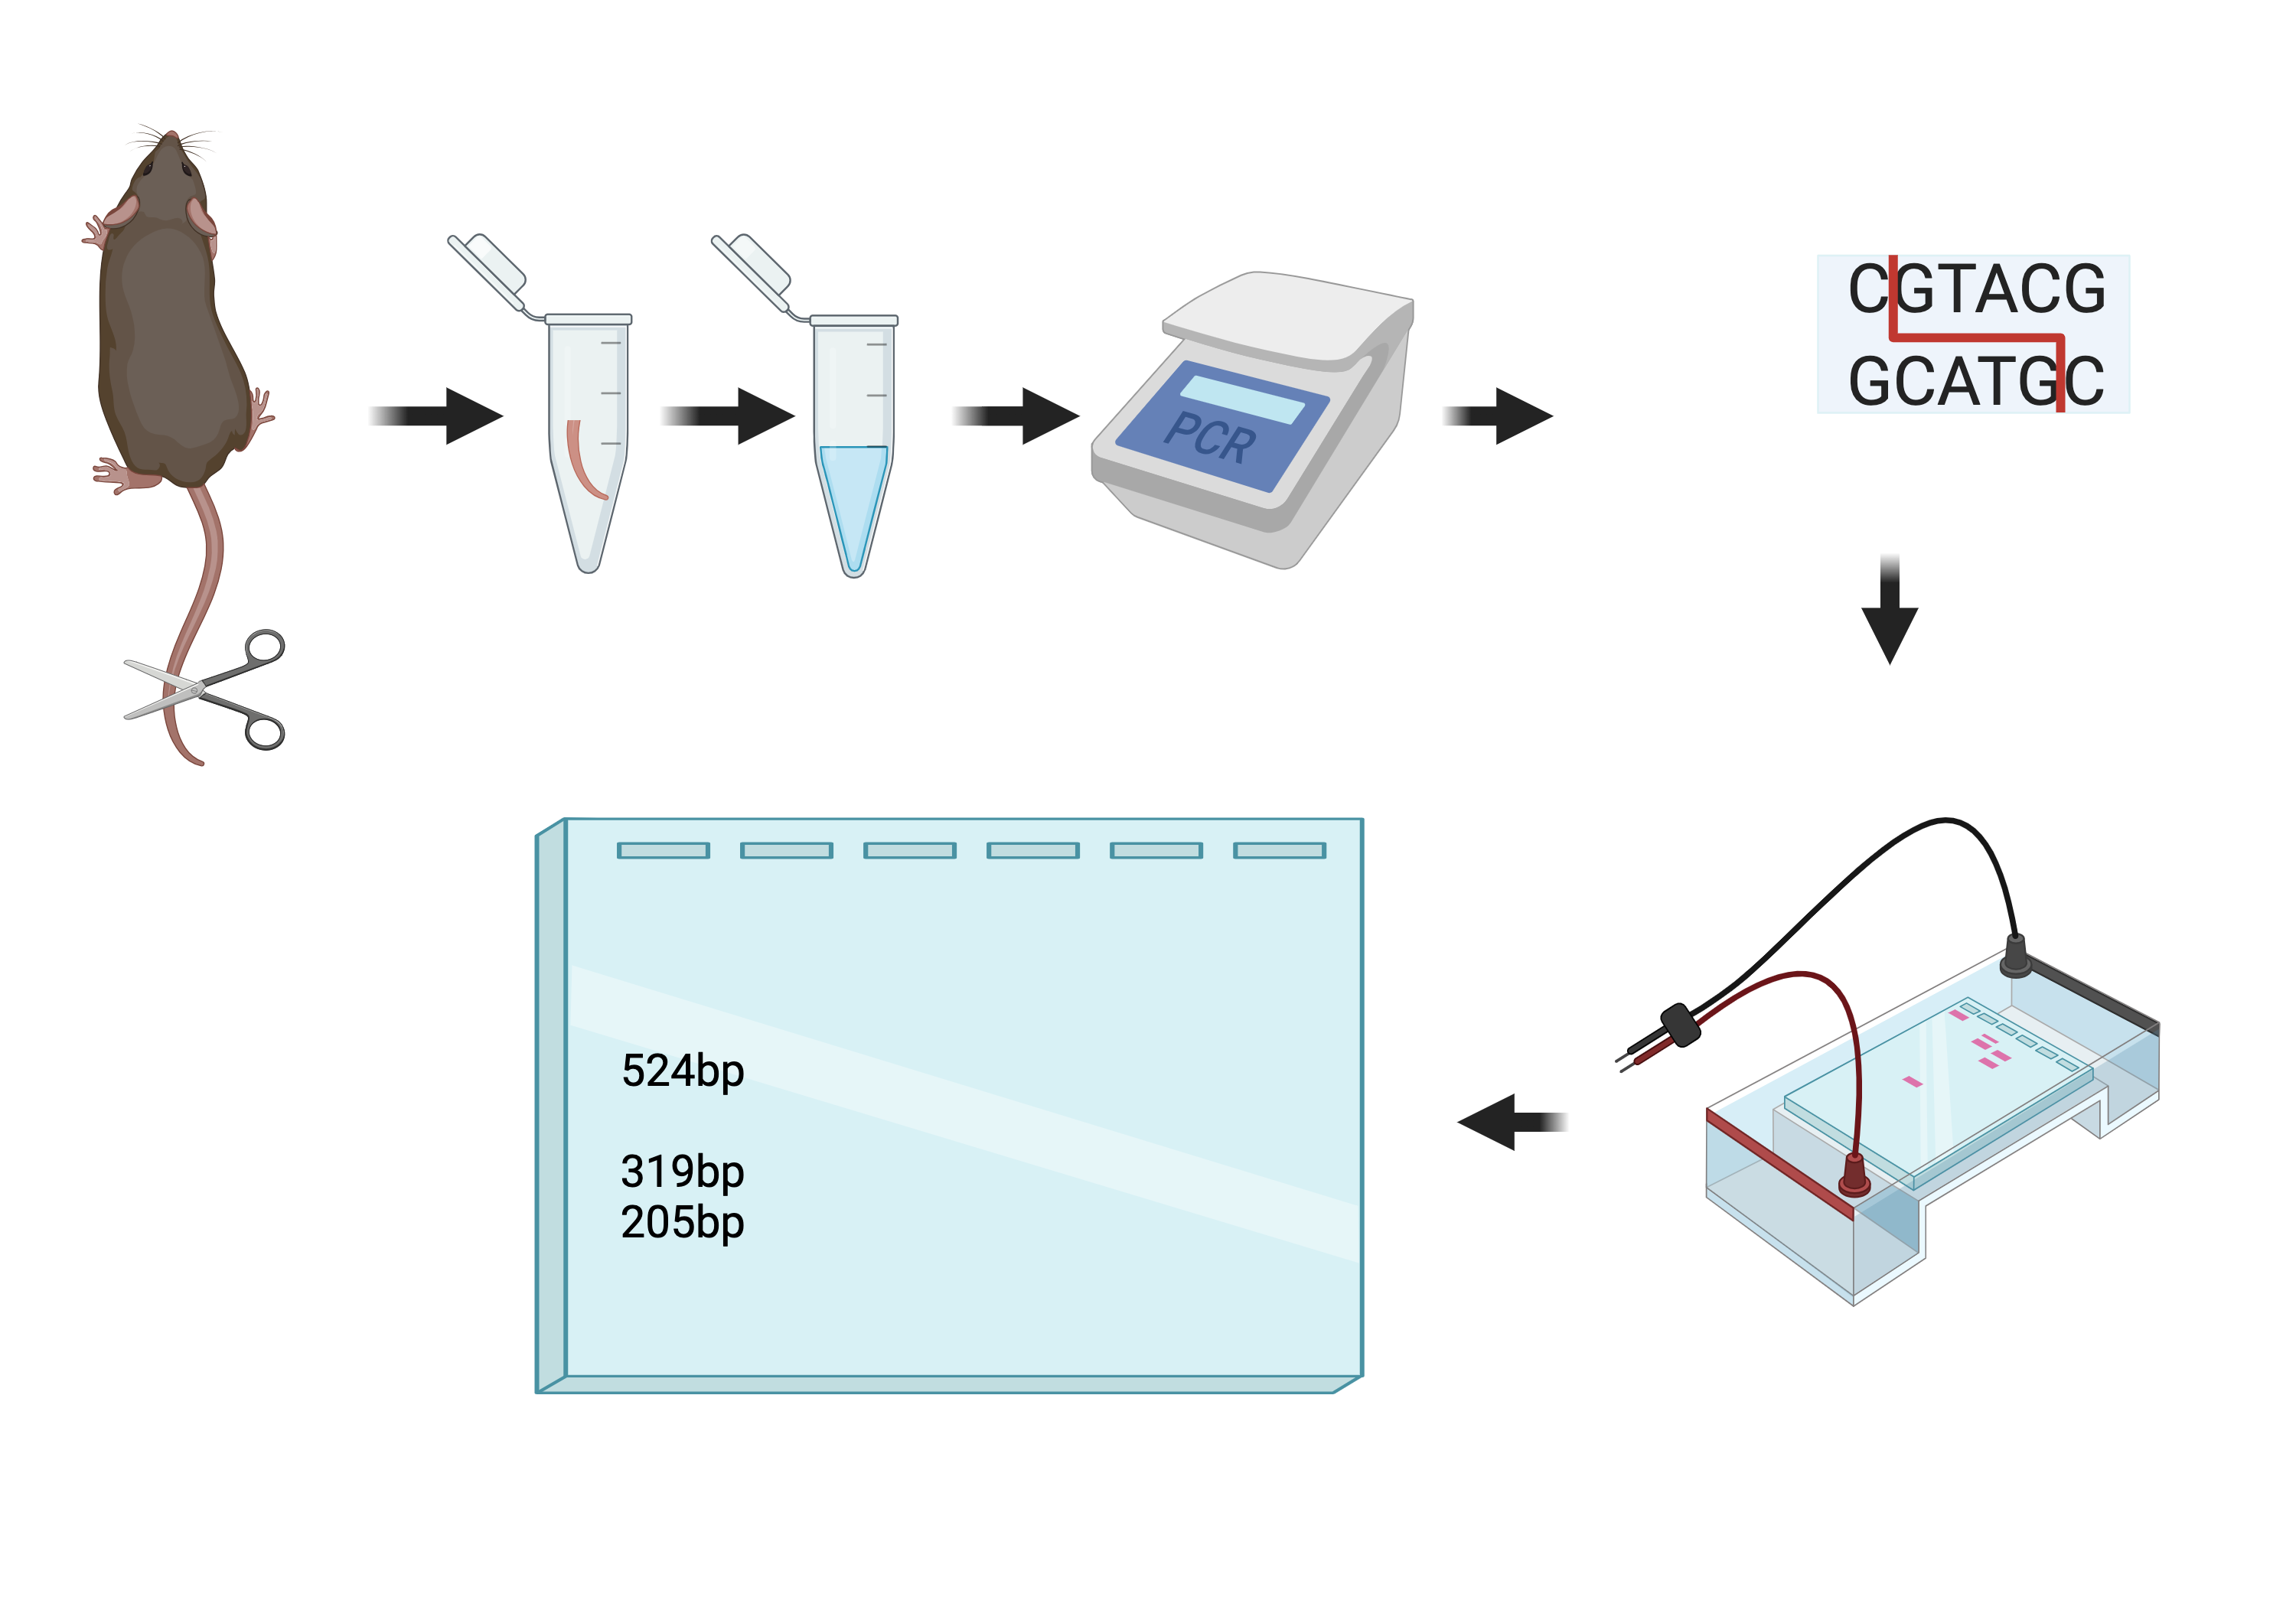 PCR
CGTACG
GCATGC
524bp
319bp
205bp